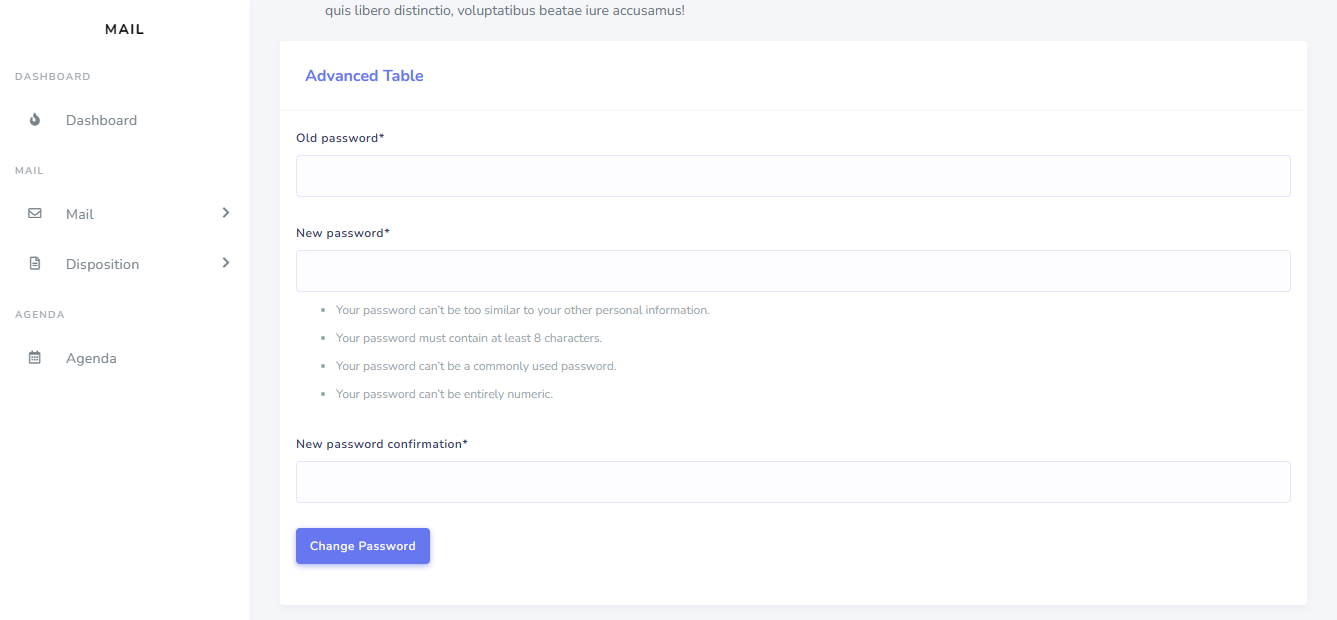 quis libero distinctio, voluptatibus beatae iure accusamus!
MAIL
DASHBOARD
Dashboard
MAIL
Mail
Disposition
AGENDA
Agenda
Advanced Table
Old password*
New password*
Your password can't be too similar to your other personal information.
Your password must contain at least 8 characters.
Your password can't be a commonly used password.
Your password can't be entirely numeric.
New password confirmation*
Change Password